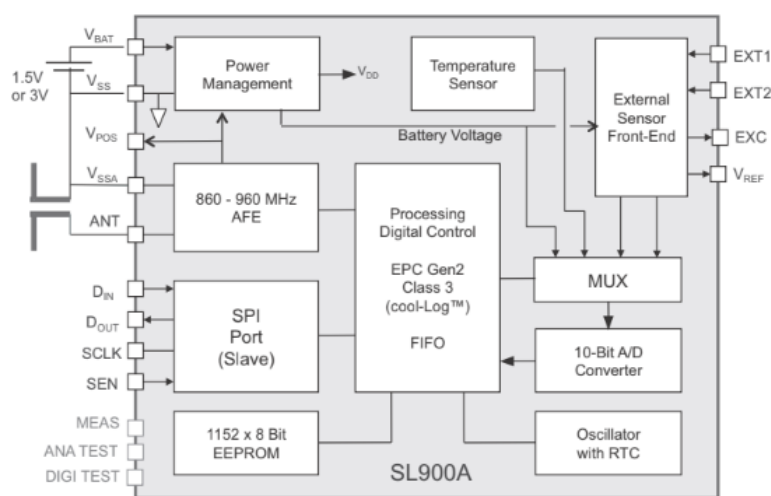 V_BAT
1.5V
or 3V
V_SS
V_POS
V_SSA
ANT
D_IN
D_OUT
SCLK
SEN
MEAS
ANA TEST
DIGI TEST
Power
Management
V_DD
Temperature
Sensor
External
Sensor
Front-End
EXT1
EXT2
EXC
V_REF
Battery Voltage
860 - 960 MHz
AFE
Processing
Digital Control
EPC Gen2
Class 3
(cool-Log™)
FIFO
MUX
SPI
Port
(Slave)
10-Bit A/D
Converter
1152 x 8 Bit
EEPROM
Oscillator
with RTC
SL900A